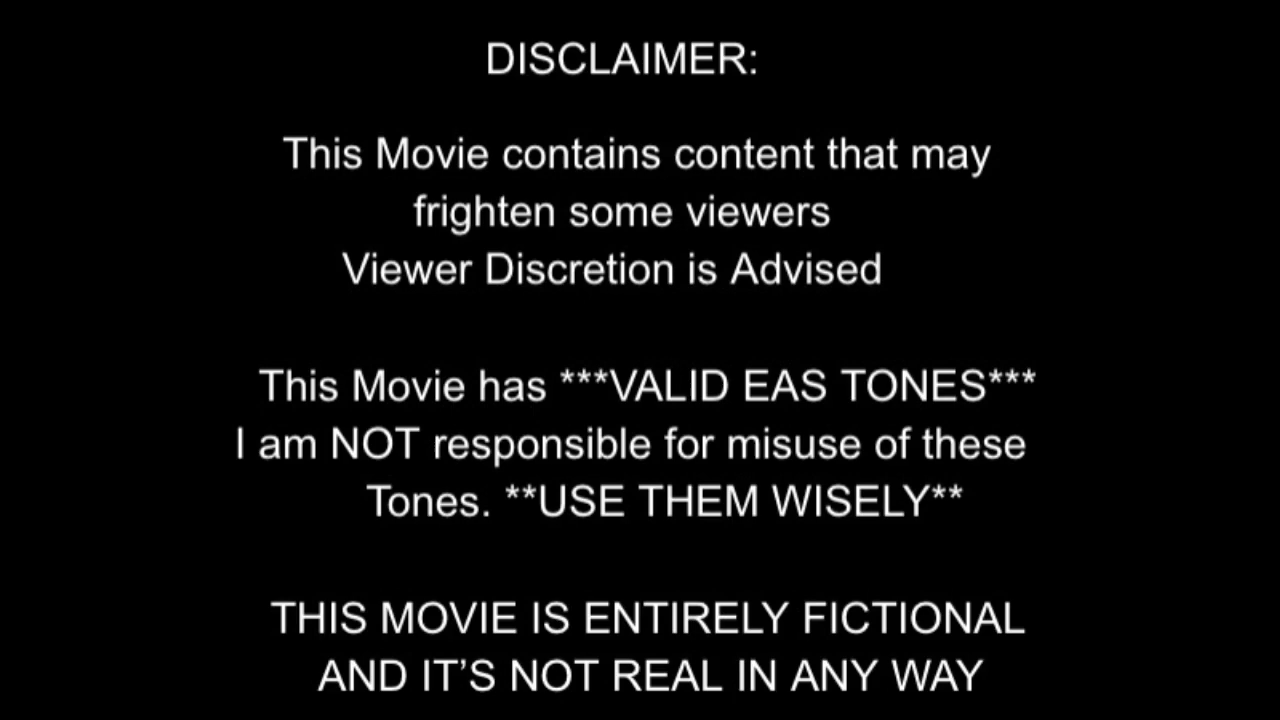 DISCLAIMER:
This Movie contains content that may
frighten some viewers
Viewer Discretion is Advised
This Movie has ***VALID EAS TONES***
I am NOT responsible for misuse of these
Tones. **USE THEM WISELY**
THIS MOVIE IS ENTIRELY FICTIONAL
AND IT’S NOT REAL IN ANY WAY